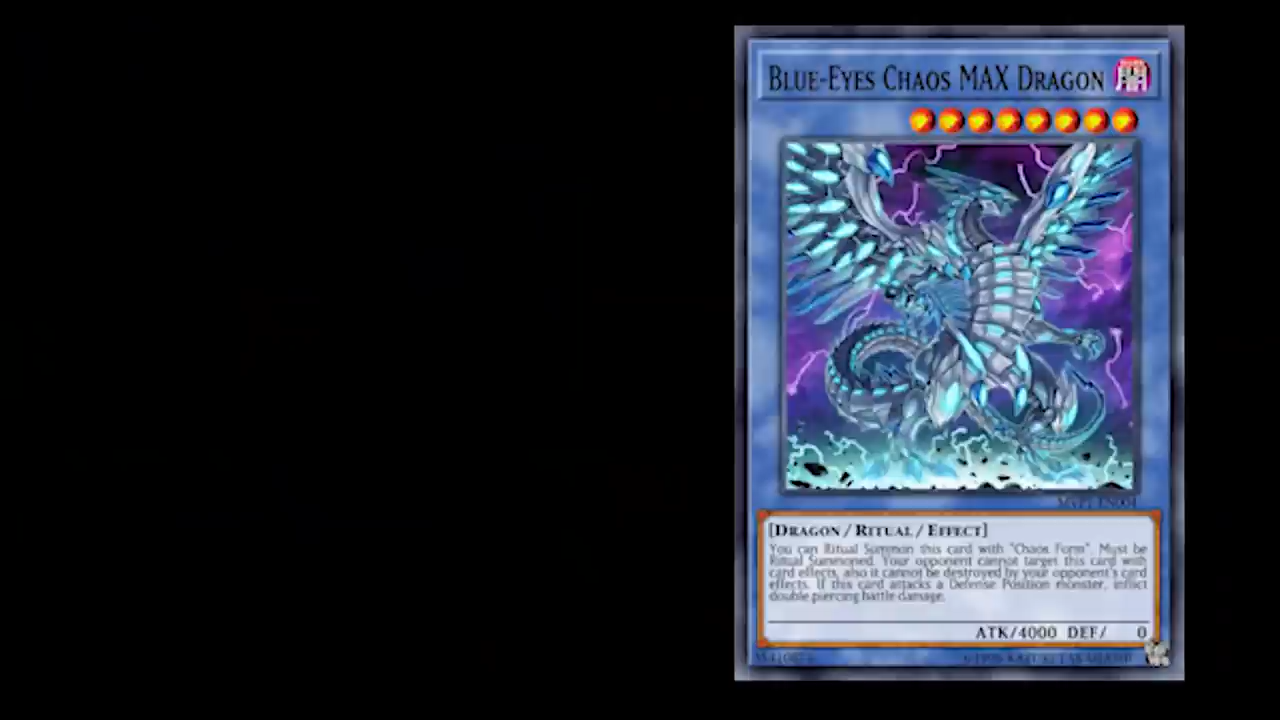 BLUE-EYES CHAOS MAX DRAGON
[DRAGON / RITUAL / EFFECT]
You can Ritual Summon this card with "Chaos Form". Must be
Ritual Summoned. Your opponent cannot target this card with
card effects, also it cannot be destroyed by your opponent's card
effects. If this card attacks a Defense Position monster, inflict
double piercing battle damage.
ATK/4000 DEF/ 0